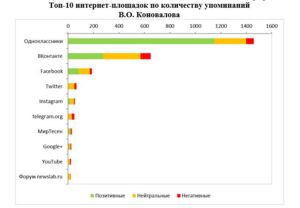 Топ-10 интернет-площадок по количеству упоминаний
В.О. Коновалова
0 200 400 600 800 1000 1200 1400 1600
Одноклассники
ВКонтакте
Facebook
Twitter
Instagram
telegram.org
МирТесен
Google+
YouTube
Форум newslab.ru
Позитивные Нейтральные Негативные